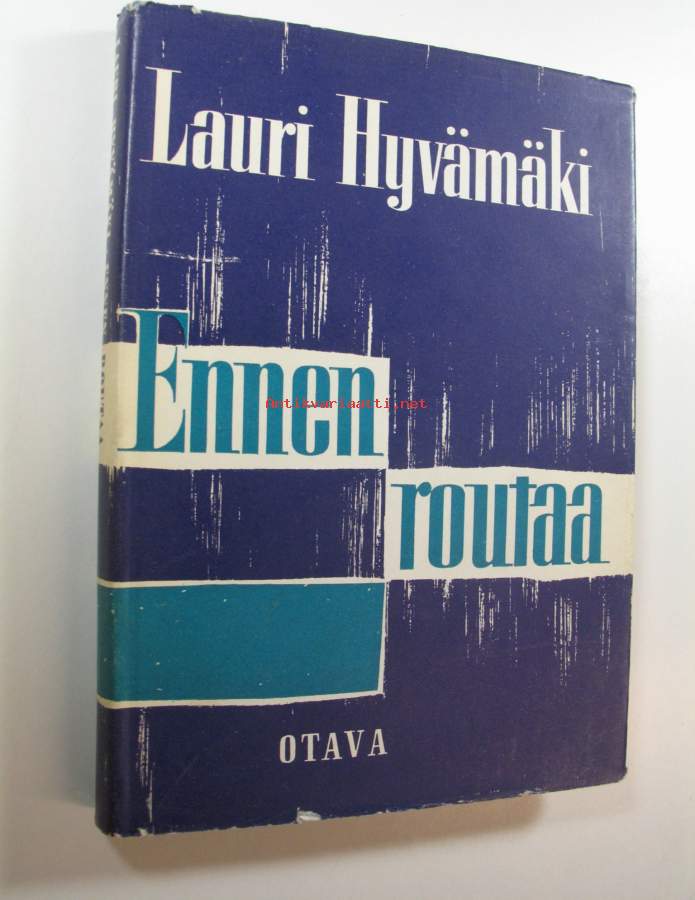 Lauri Hyvämäki
Ennen
Antikvariaatti.net
routaa
OTAVA